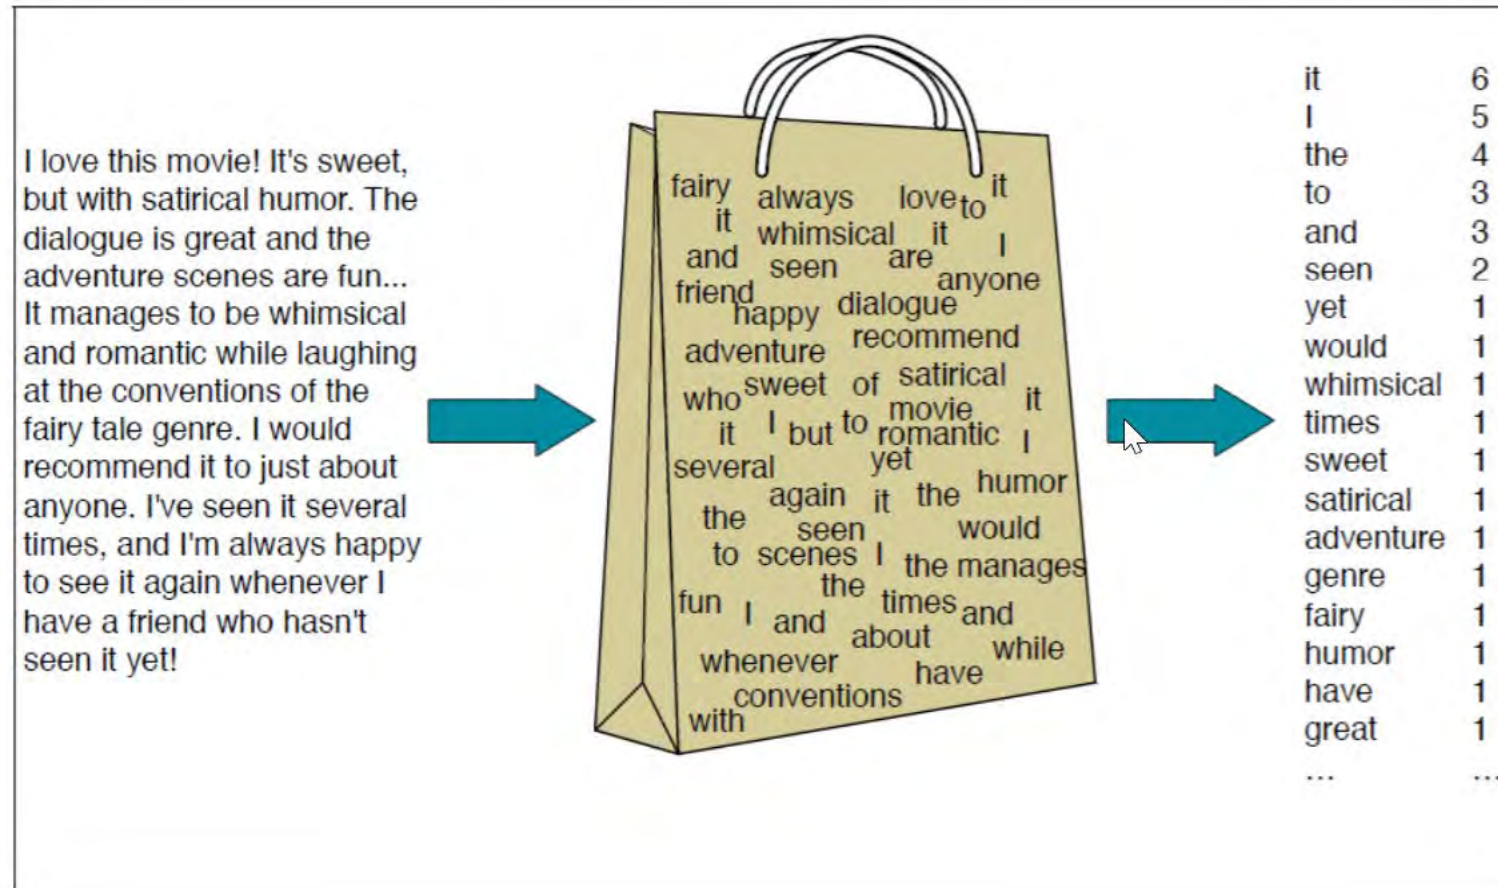 I love this movie! It's sweet,
but with satirical humor. The
dialogue is great and the
adventure scenes are fun...
It manages to be whimsical
and romantic while laughing
at the conventions of the
fairy tale genre. I would
recommend it to just about
anyone. I've seen it several
times, and I'm always happy
to see it again whenever I
have a friend who hasn't
seen it yet!
fairy always love to it
it whimsical it I
and seen are anyone
friend happy dialogue
adventure recommend
who sweet of satirical
it I but to movie it
romantic I
several yet
again it the humor
the seen would
to scenes I the manages
the
fun I and times and
about while
whenever have
conventions
with
it 6
I 5
the 4
to 3
and 3
seen 2
yet 1
would 1
whimsical 1
times 1
sweet 1
satirical 1
adventure 1
genre 1
fairy 1
humor 1
have 1
great 1
... ...